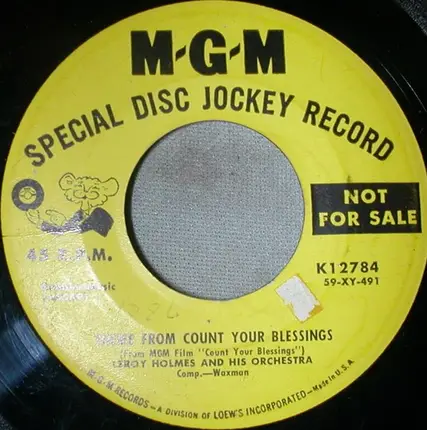 M-G-M
SPECIAL DISC JOCKEY RECORD
NOT
FOR SALE
45 R.P.M.
K12784
59-XY-491
THEME FROM COUNT YOUR BLESSINGS
(From MGM Film "Count Your Blessings")
LEROY HOLMES AND HIS ORCHESTRA
Comp.—Waxman
M-G-M RECORDS—A DIVISION OF LOEW'S INCORPORATED—Made in U.S.A.